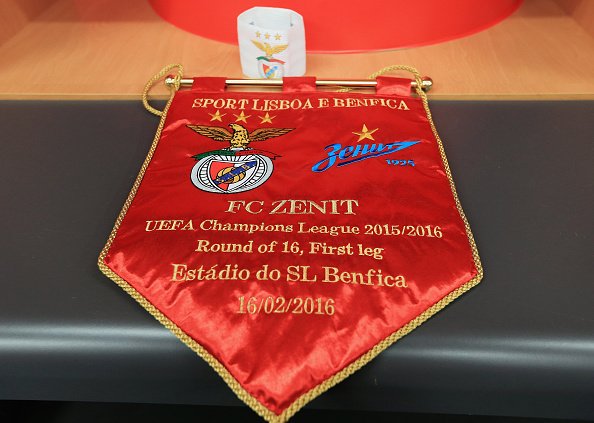 SPORT LISBOA E BENFICA
Зенит
1925
FC ZENIT
UEFA Champions League 2015/2016
Round of 16, First leg
Estádio do SL Benfica
16/02/2016